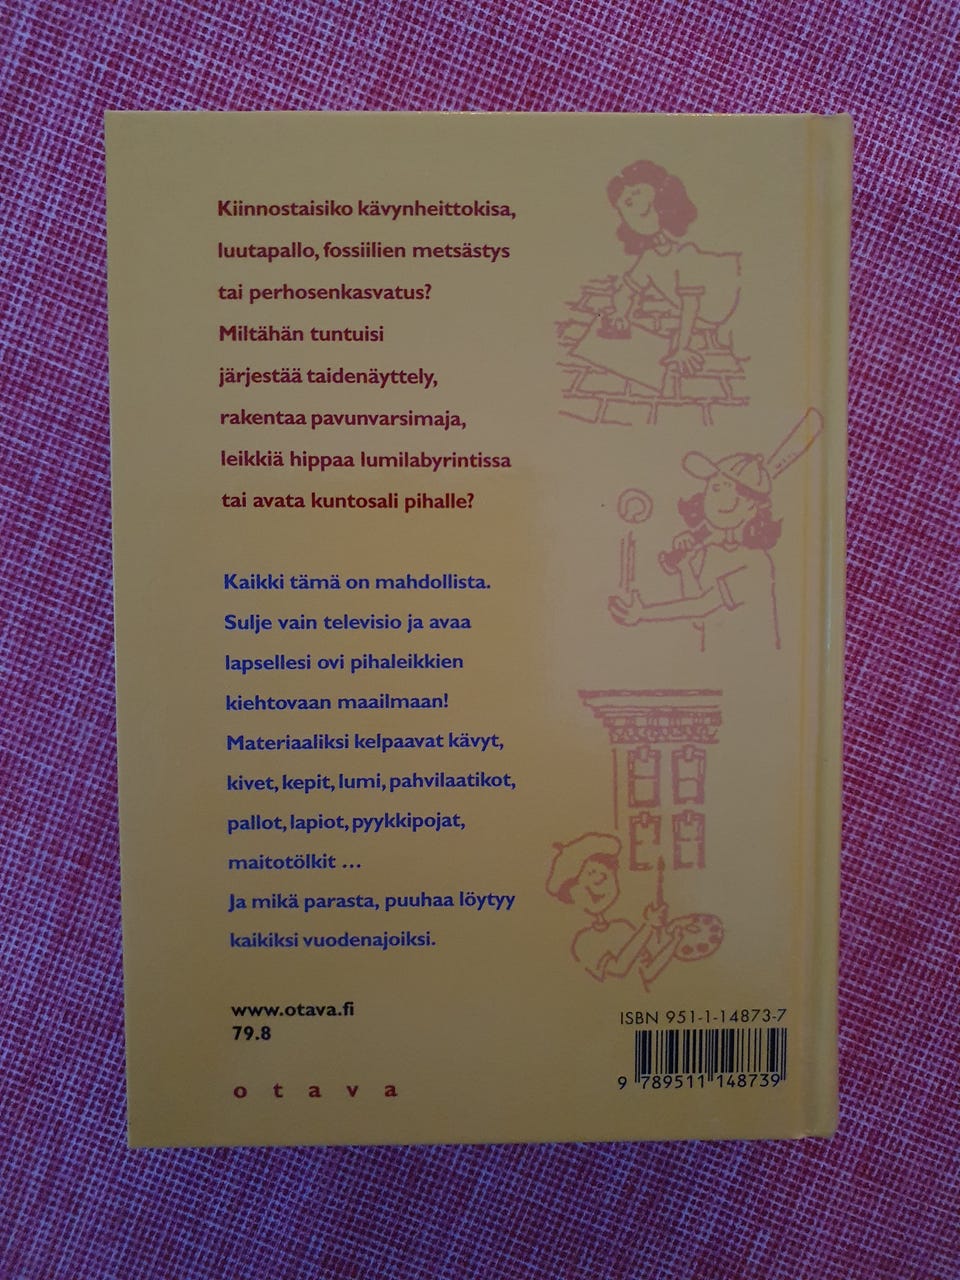 Kiinnostaisiko kävynheittokisa,
luutapallo, fossiilien metsästys
tai perhosenkasvatus?
Miltähän tuntuisi
järjestää taidenäyttely,
rakentaa pavunvarsimaja,
leikkiä hippaa lumilabyrintissa
tai avata kuntosali pihalle?
Kaikki tämä on mahdollista.
Sulje vain televisio ja avaa
lapsellesi ovi pihaleikkien
kiehtovaan maailmaan!
Materiaaliksi kelpaavat kävyt,
kivet, kepit, lumi, pahvilaatikot,
pallot, lapiot, pyykkipojat,
maitotölkit ...
Ja mikä parasta, puuhaa löytyy
kaikiksi vuodenajoiksi.
www.otava.fi
79.8
otava
ISBN 951-1-14873-7
9 789511 148739